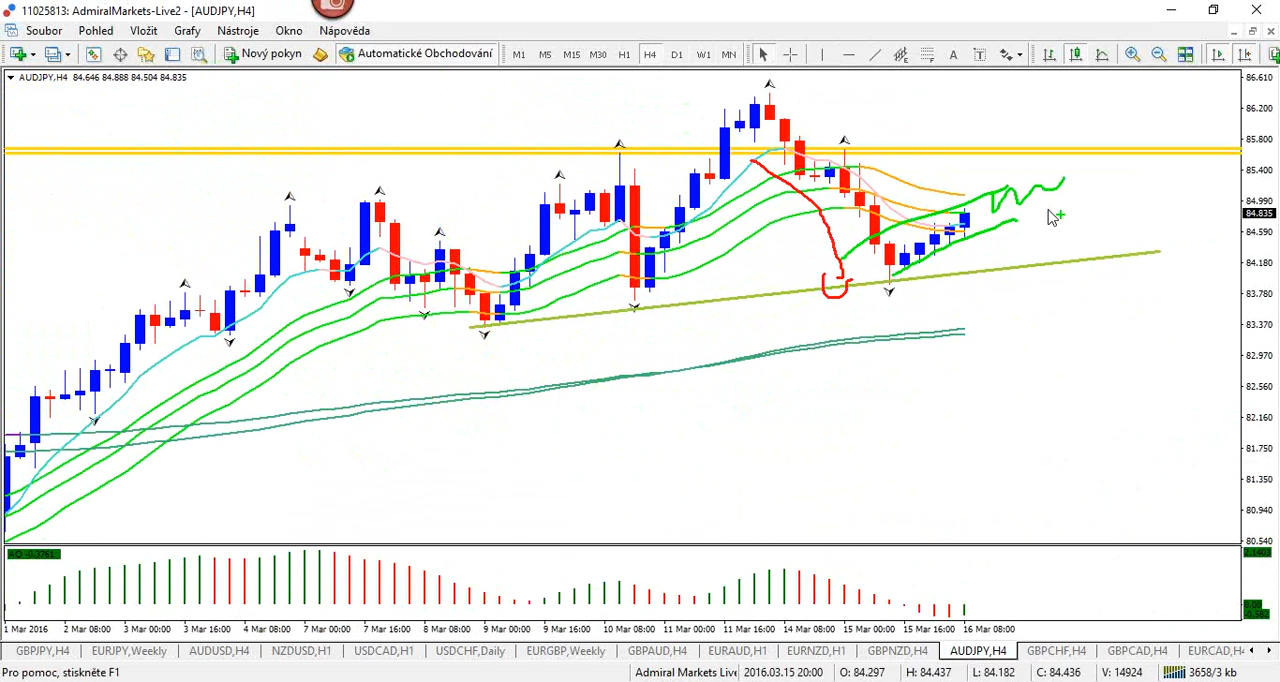 11025813: AdmiralMarkets-Live2 - [AUDJPY,H4]
Soubor Pohled Vložit Grafy Nástroje Okno Nápověda
Nový pokyn Automatické Obchodování M1 M5 M15 M30 H1 H4 D1 W1 MN A T
AUDJPY,H4 84.646 84.888 84.504 84.835
86.610
86.200
85.800
85.400
84.990
84.835
84.590
84.180
83.780
83.370
82.970
82.560
82.160
81.750
81.350
80.940
80.540
AO -0.3761
2.1403
0.00
-0.582
1 Mar 2016 2 Mar 08:00 3 Mar 00:00 3 Mar 16:00 4 Mar 08:00 7 Mar 00:00 7 Mar 16:00 8 Mar 08:00 9 Mar 00:00 9 Mar 16:00 10 Mar 08:00 11 Mar 00:00 11 Mar 16:00 14 Mar 08:00 15 Mar 00:00 15 Mar 16:00 16 Mar 08:00
GBPJPY,H4 EURJPY,Weekly AUDUSD,H4 NZDUSD,H1 USDCAD,H1 USDCHF,Daily EURGBP,Weekly GBPAUD,H4 EURAUD,H1 EURNZD,H1 GBPNZD,H4 AUDJPY,H4 GBPCHF,H4 GBPCAD,H4 EURCAD,H4
Pro pomoc, stiskněte F1 Admiral Markets Live 2016.03.15 20:00 O: 84.297 H: 84.437 L: 84.182 C: 84.436 V: 14924 3658/3 kb